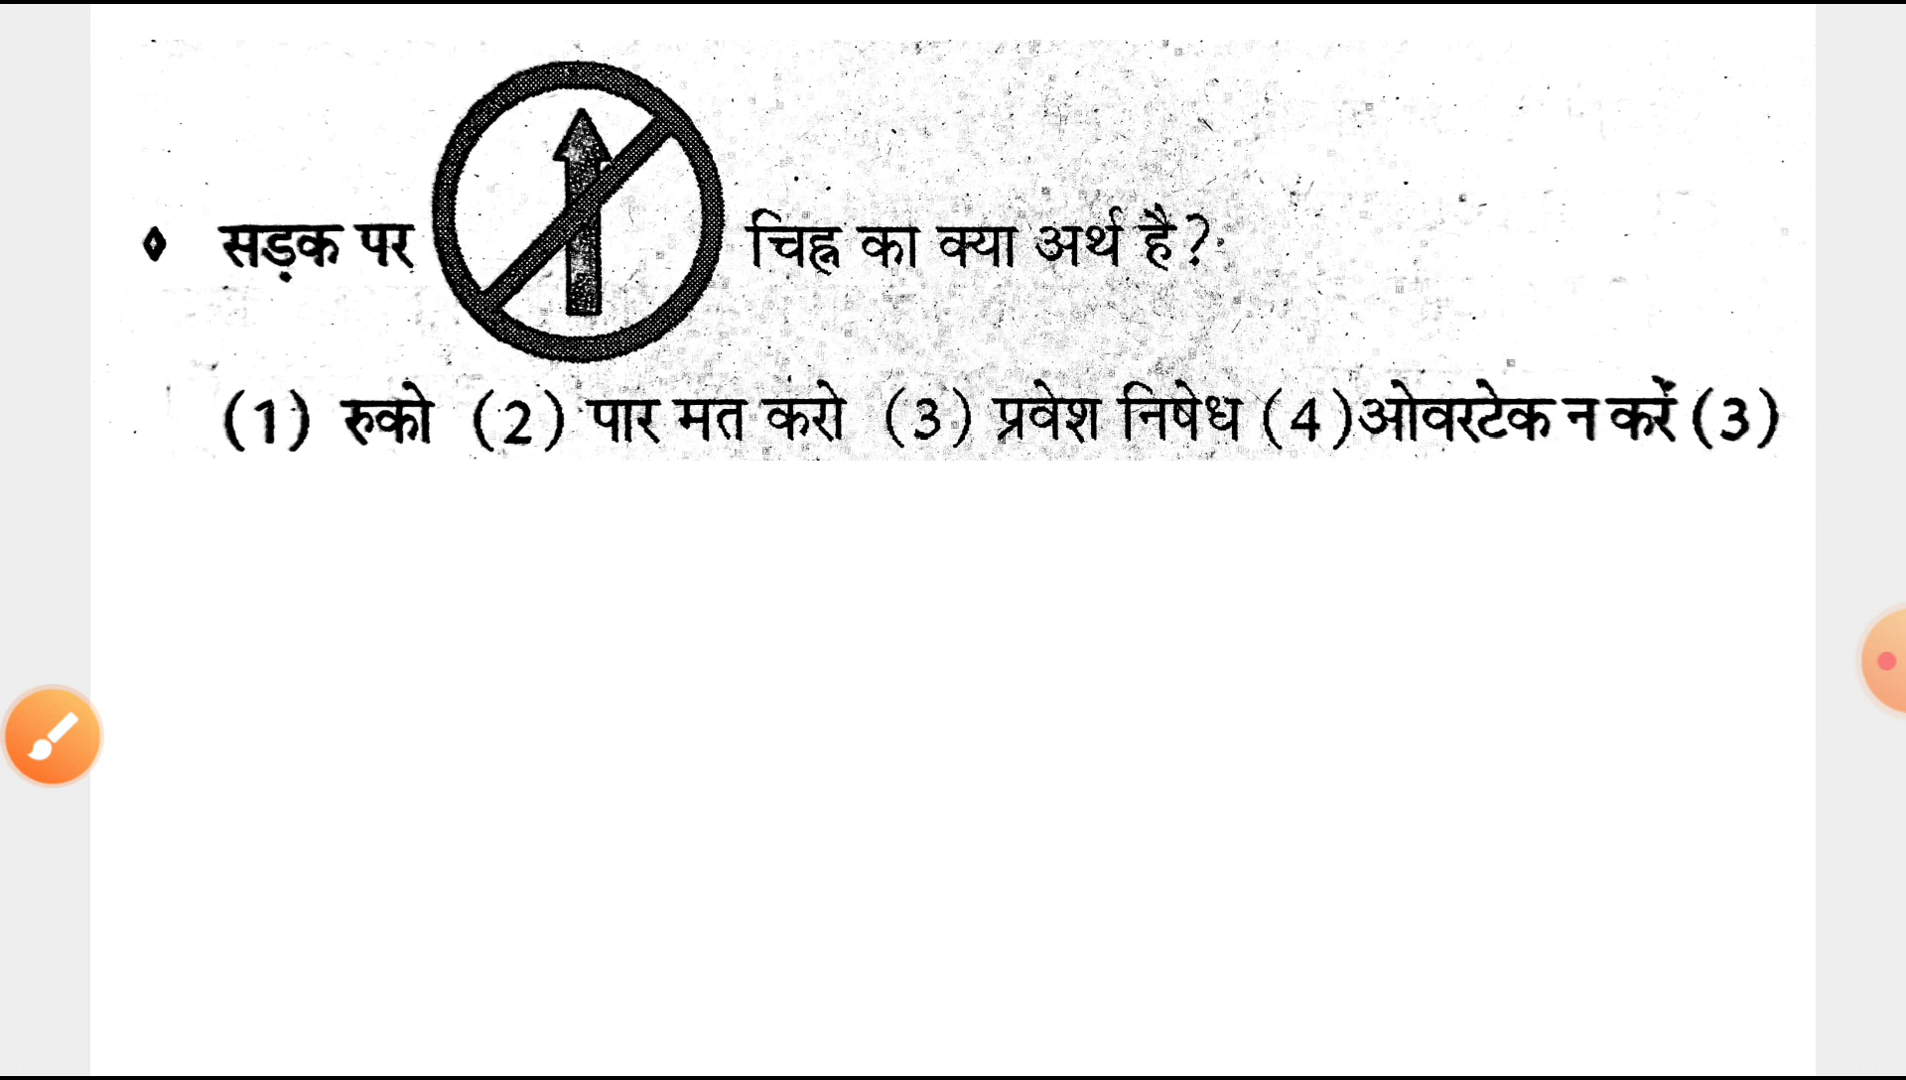 सड़क पर चिह्न का क्या अर्थ है?
(1) रुको (2) पार मत करो (3) प्रवेश निषेध (4) ओवरटेक न करें (3)